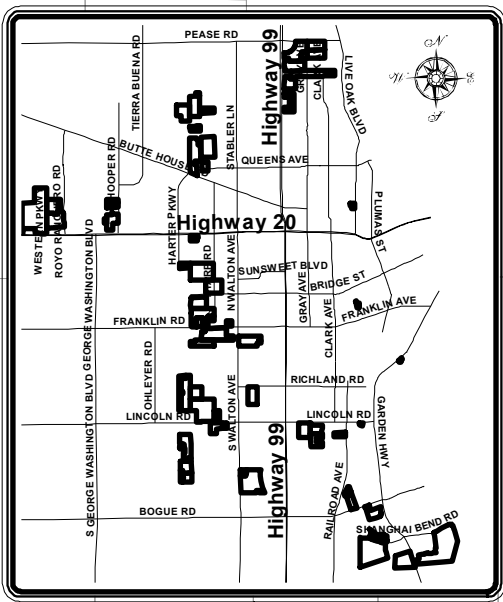 PEASE RD
TIERRA BUENA RD
Highway 99
CLARK AVE
LIVE OAK BLVD
N
BUTTE HOUSE
STABLER LN
QUEENS AVE
HOOPER RD
WESTERN PKWY
HARTER PKWY
Highway 20
PLUMAS ST
GEORGE WASHINGTON BLVD
N WALTON AVE
SUNSWEET BLVD
BRIDGE ST
GRAY AVE
CLARK AVE
FRANKLIN AVE
FRANKLIN RD
OHLEYER RD
S WALTON AVE
RICHLAND RD
LINCOLN RD
LINCOLN RD
GARDEN HWY
S GEORGE WASHINGTON BLVD
Highway 99
RAILROAD AVE
BOGUE RD
SHANGHAI BEND RD